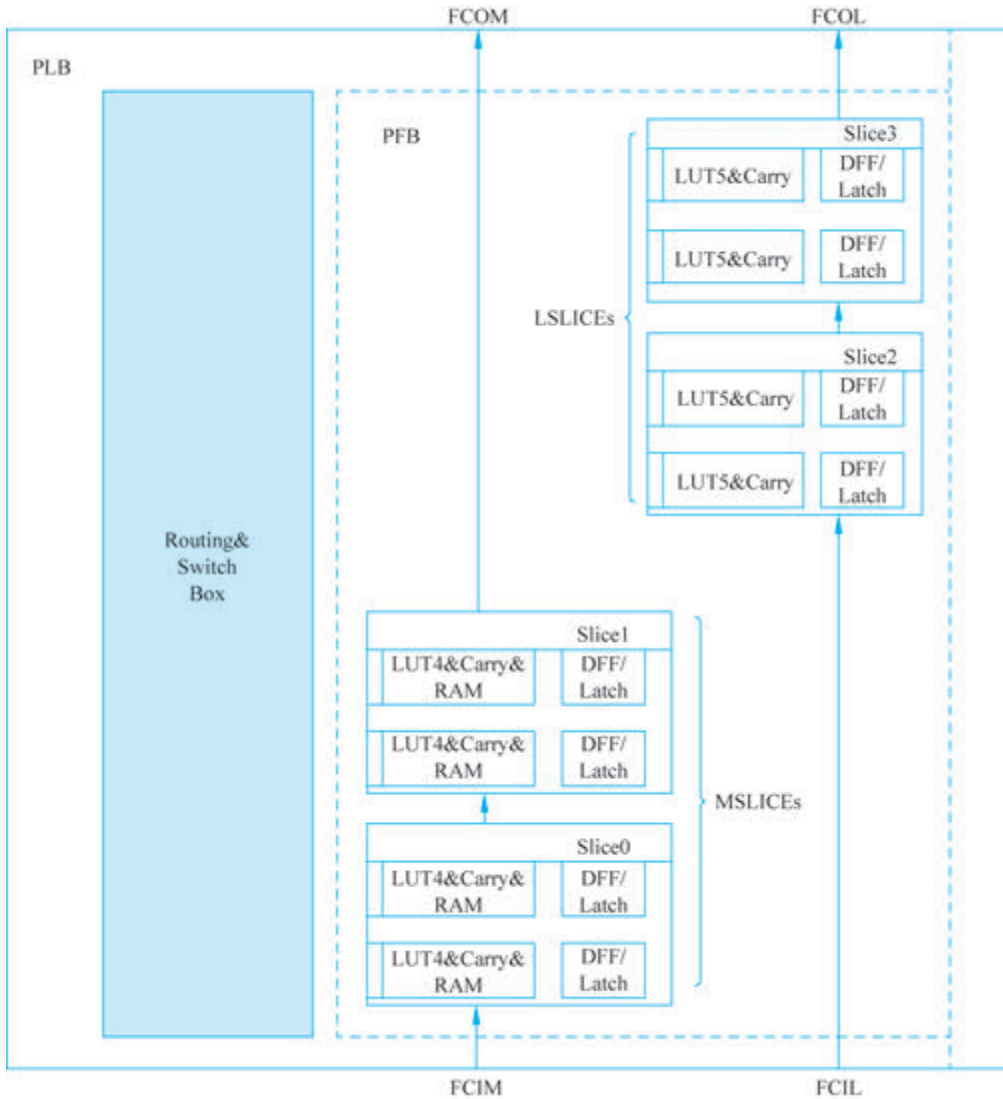 FCOM
FCOL
PLB
PFB
Slice3
LUT5&Carry
DFF/
Latch
LUT5&Carry
DFF/
Latch
LSLICEs
Slice2
LUT5&Carry
DFF/
Latch
LUT5&Carry
DFF/
Latch
Routing&
Switch
Box
Slice1
LUT4&Carry&
RAM
DFF/
Latch
LUT4&Carry&
RAM
DFF/
Latch
MSLICEs
Slice0
LUT4&Carry&
RAM
DFF/
Latch
LUT4&Carry&
RAM
DFF/
Latch
FCIM
FCIL